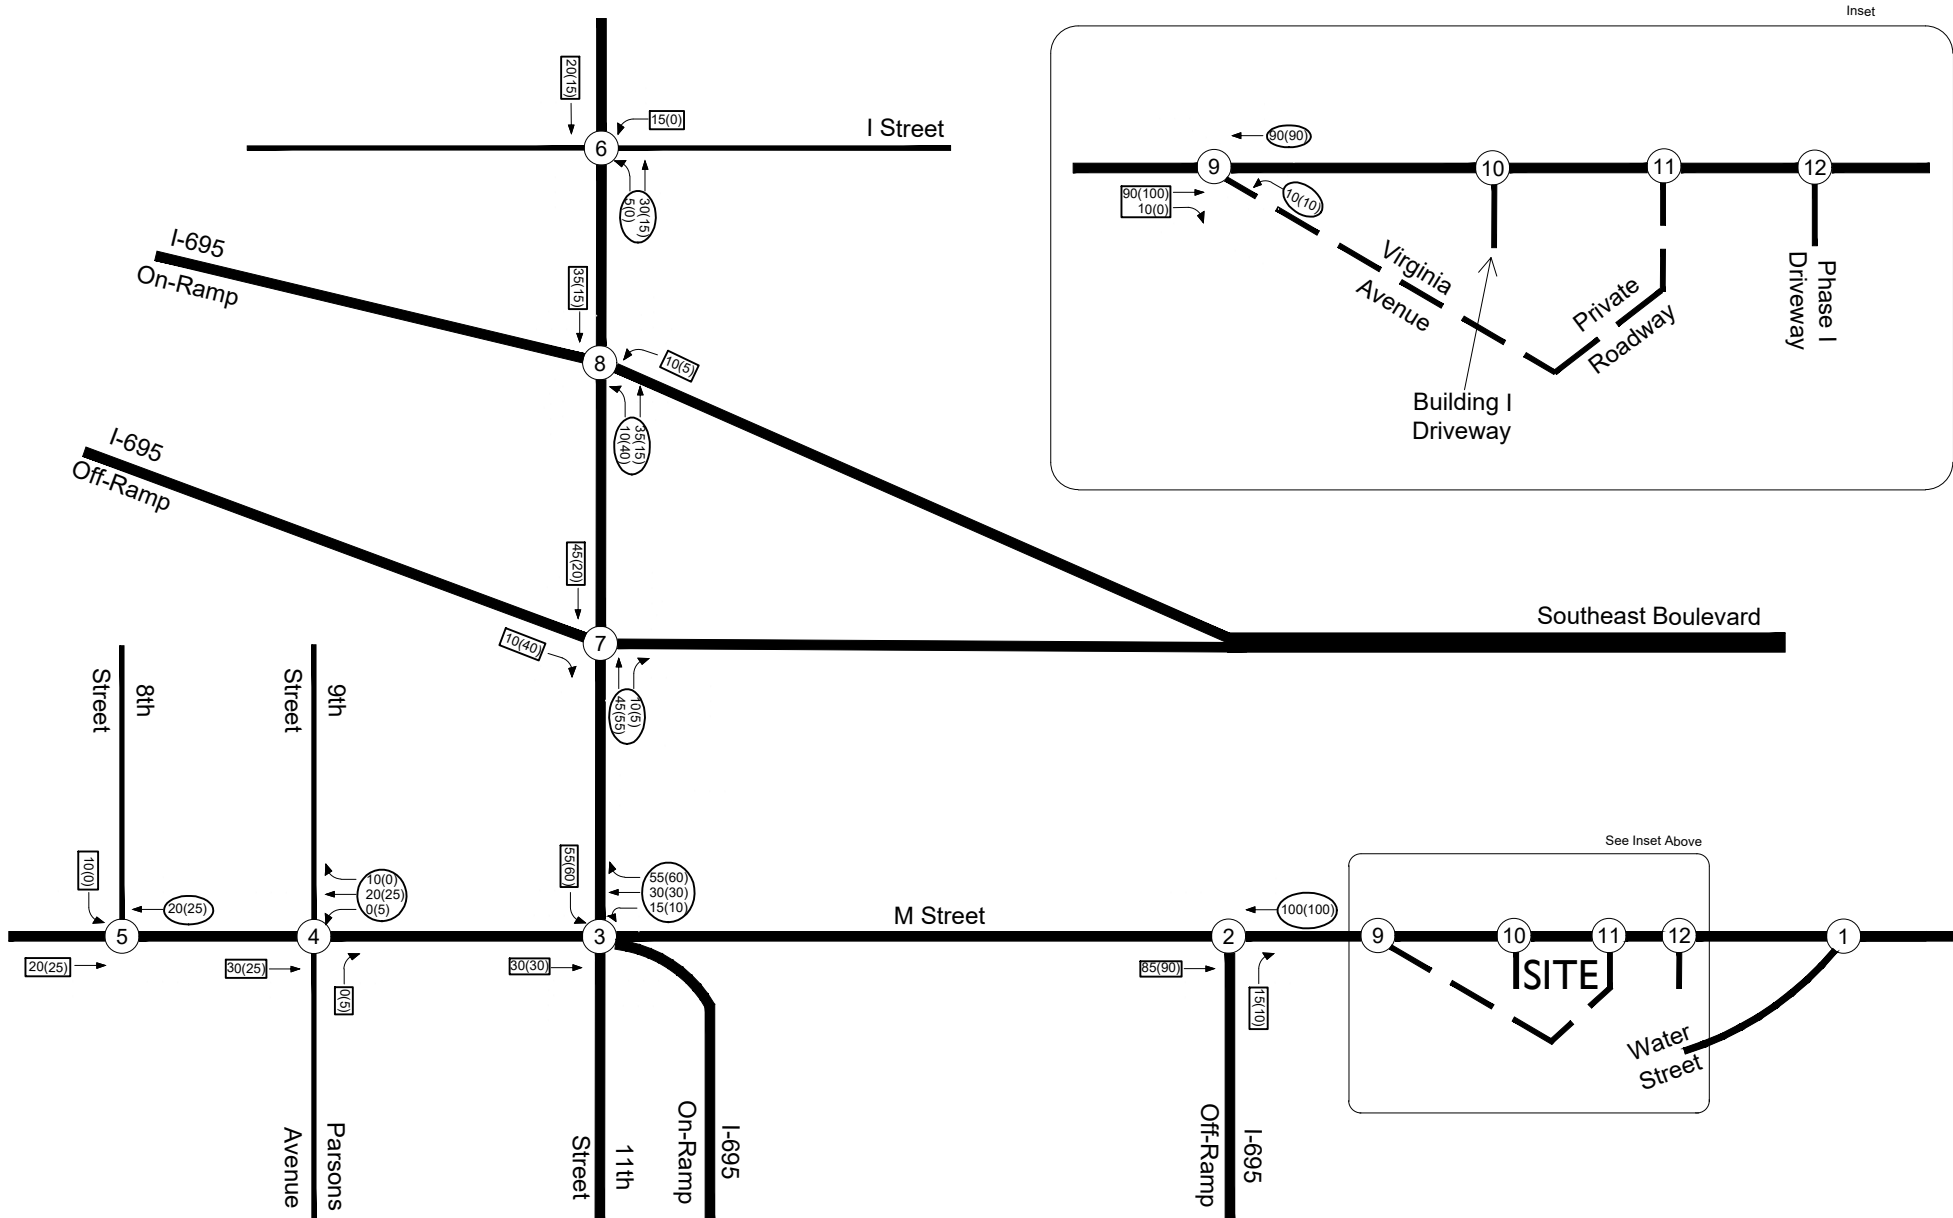 Inset
20(15)
15(0)
I Street
6
30(15)
5(0)
90(90)
9
10
11
12
90(100)
10(0)
10(10)
Virginia
Avenue
Private
Roadway
Phase I
Driveway
Building I
Driveway
I-695
On-Ramp
35(15)
8
10(5)
35(15)
10(40)
I-695
Off-Ramp
45(20)
10(40)
7
10(5)
45(55)
Southeast Boulevard
8th
Street
9th
Street
10(0)
20(25)
5
20(25)
10(0)
20(25)
0(5)
4
30(25)
0(5)
55(60)
55(60)
30(30)
15(10)
3
30(30)
M Street
100(100)
2
85(90)
15(10)
See Inset Above
9
10
11
12
1
SITE
Water
Street
Parsons
Avenue
11th
Street
I-695
On-Ramp
I-695
Off-Ramp